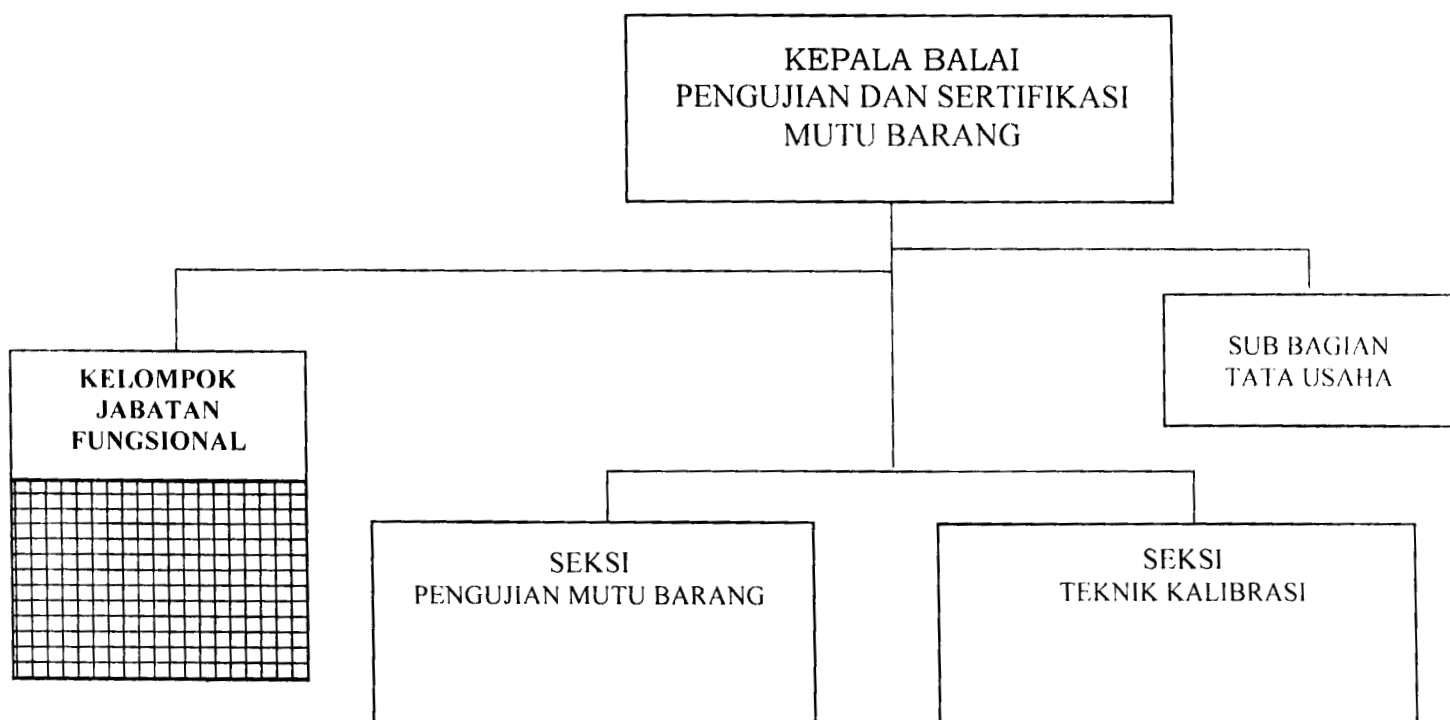 KEPALA BALAI
PENGUJIAN DAN SERTIFIKASI
MUTU BARANG
SUB BAGIAN
TATA USAHA
KELOMPOK
JABATAN
FUNGSIONAL
SEKSI
PENGUJIAN MUTU BARANG
SEKSI
TEKNIK KALIBRASI